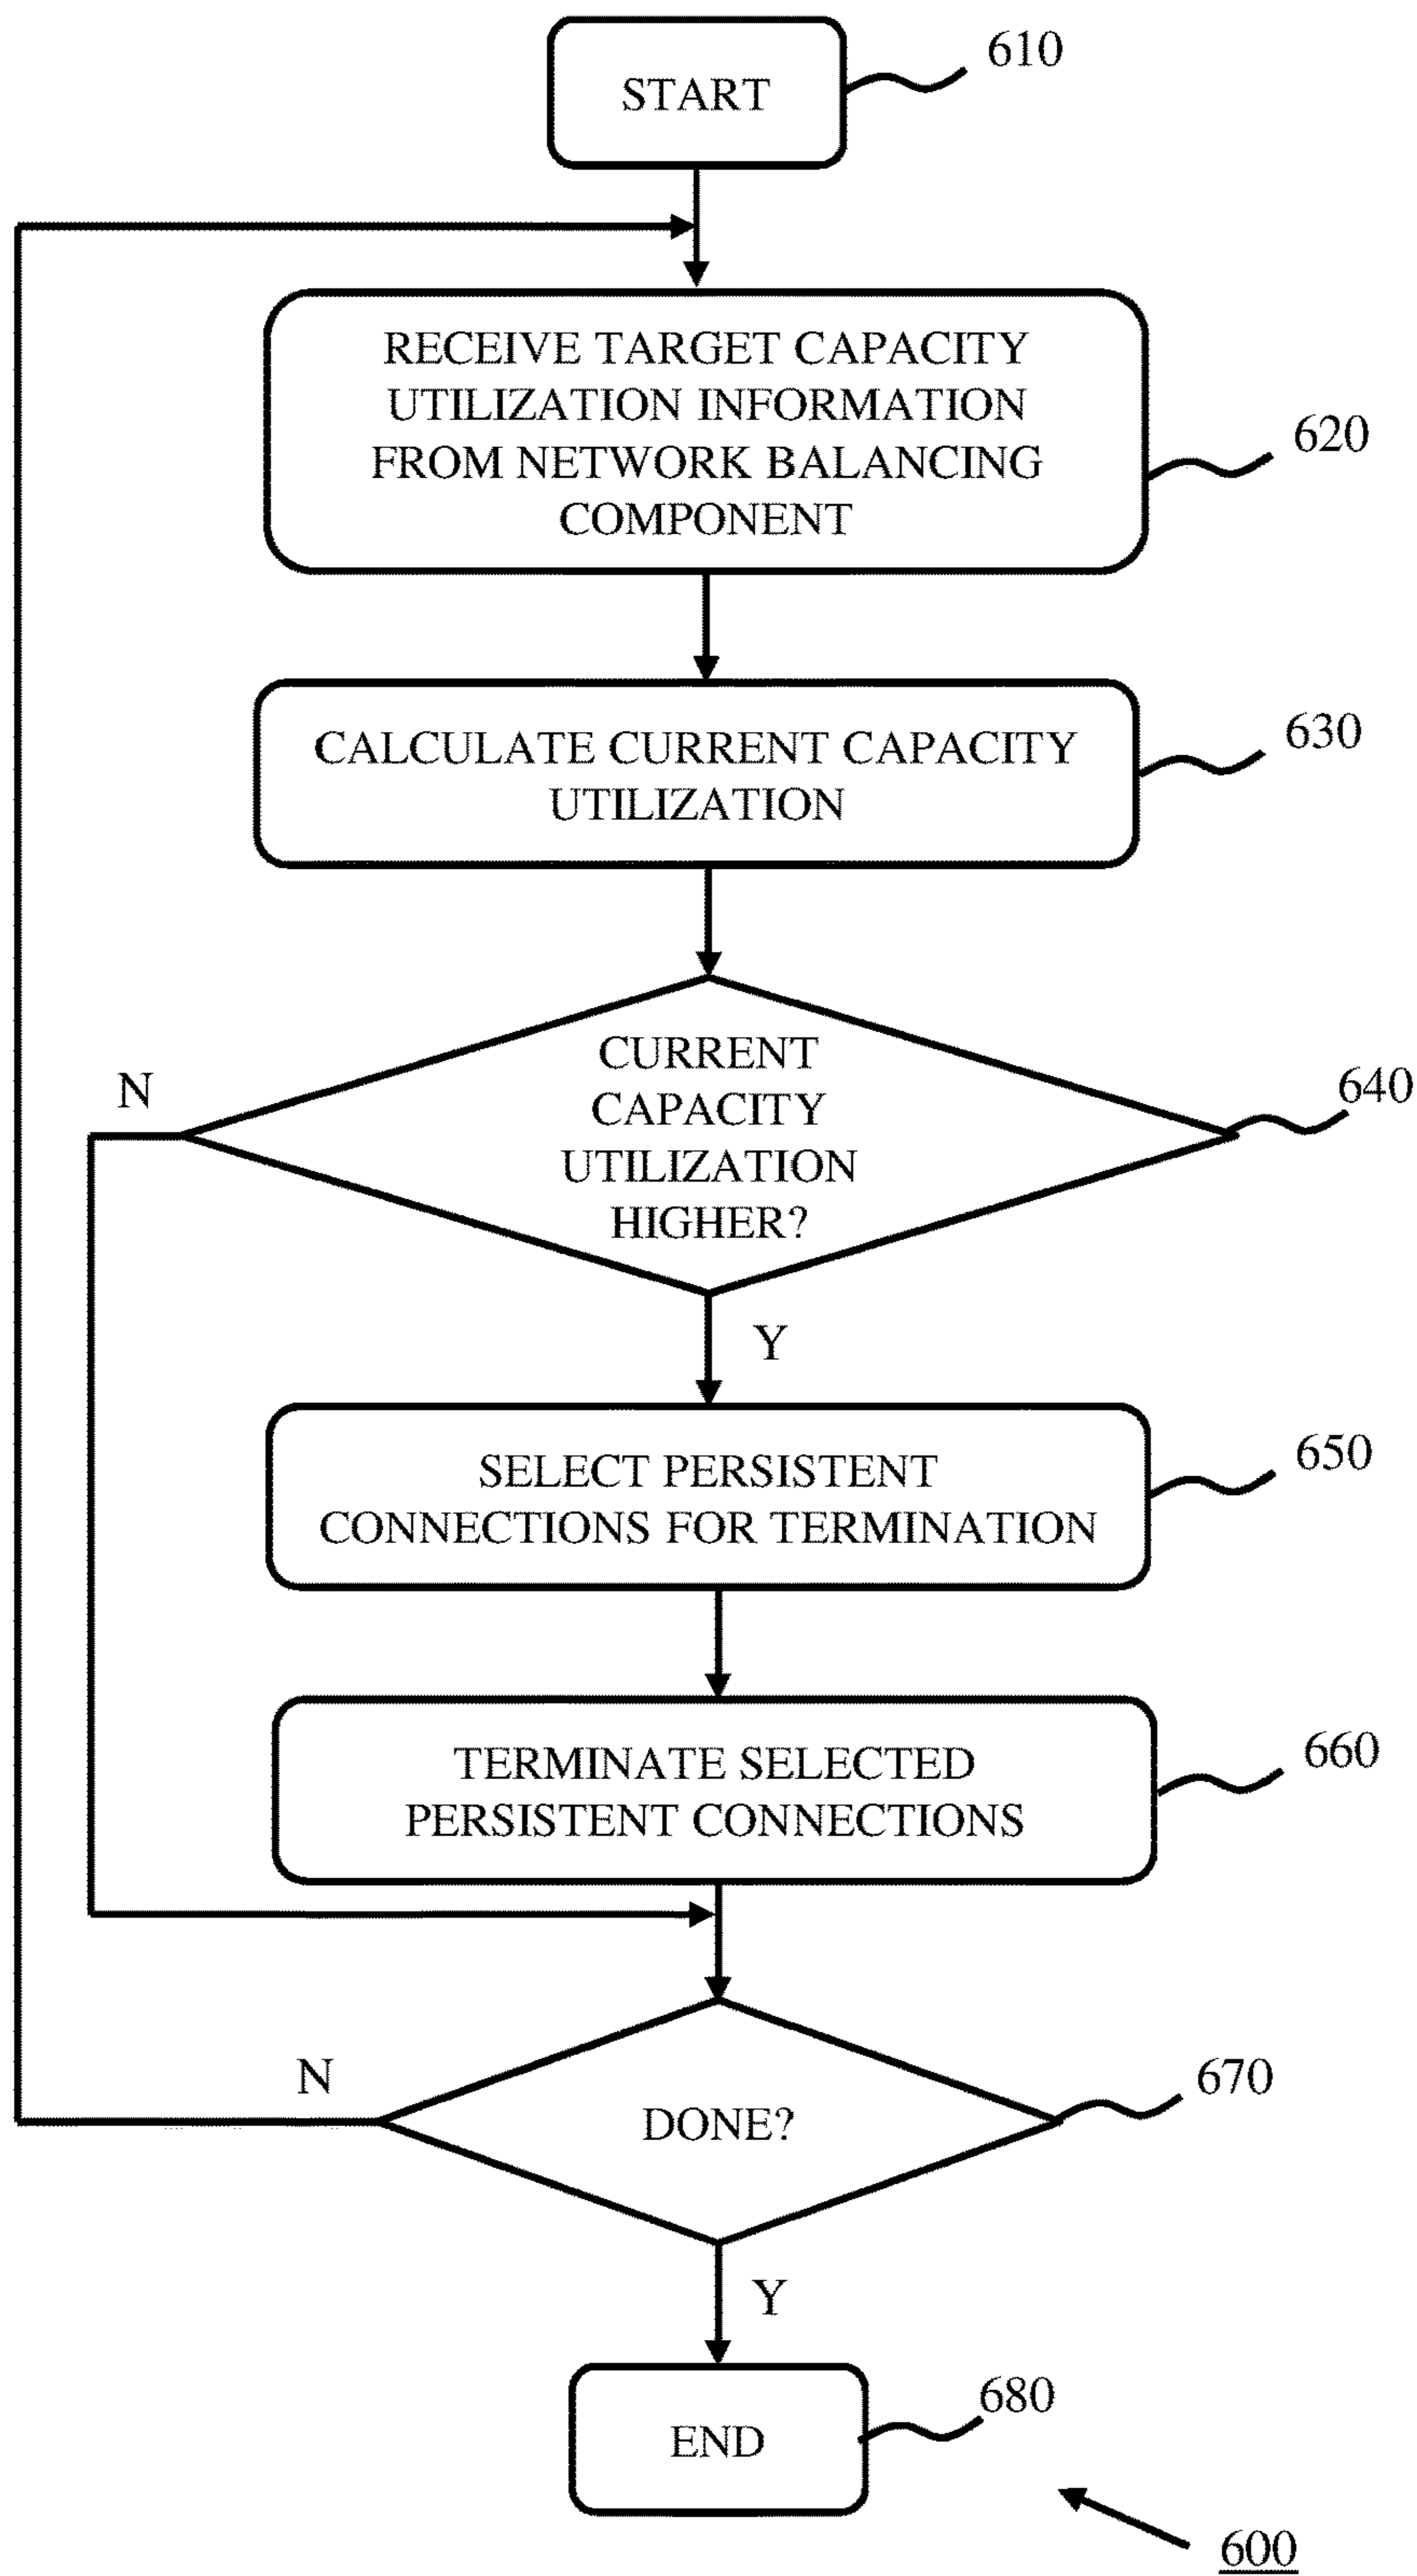 START
610
RECEIVE TARGET CAPACITY
UTILIZATION INFORMATION
FROM NETWORK BALANCING
COMPONENT
620
CALCULATE CURRENT CAPACITY
UTILIZATION
630
CURRENT
CAPACITY
UTILIZATION
HIGHER?
640
N
Y
SELECT PERSISTENT
CONNECTIONS FOR TERMINATION
650
TERMINATE SELECTED
PERSISTENT CONNECTIONS
660
DONE?
670
N
Y
END
680
600